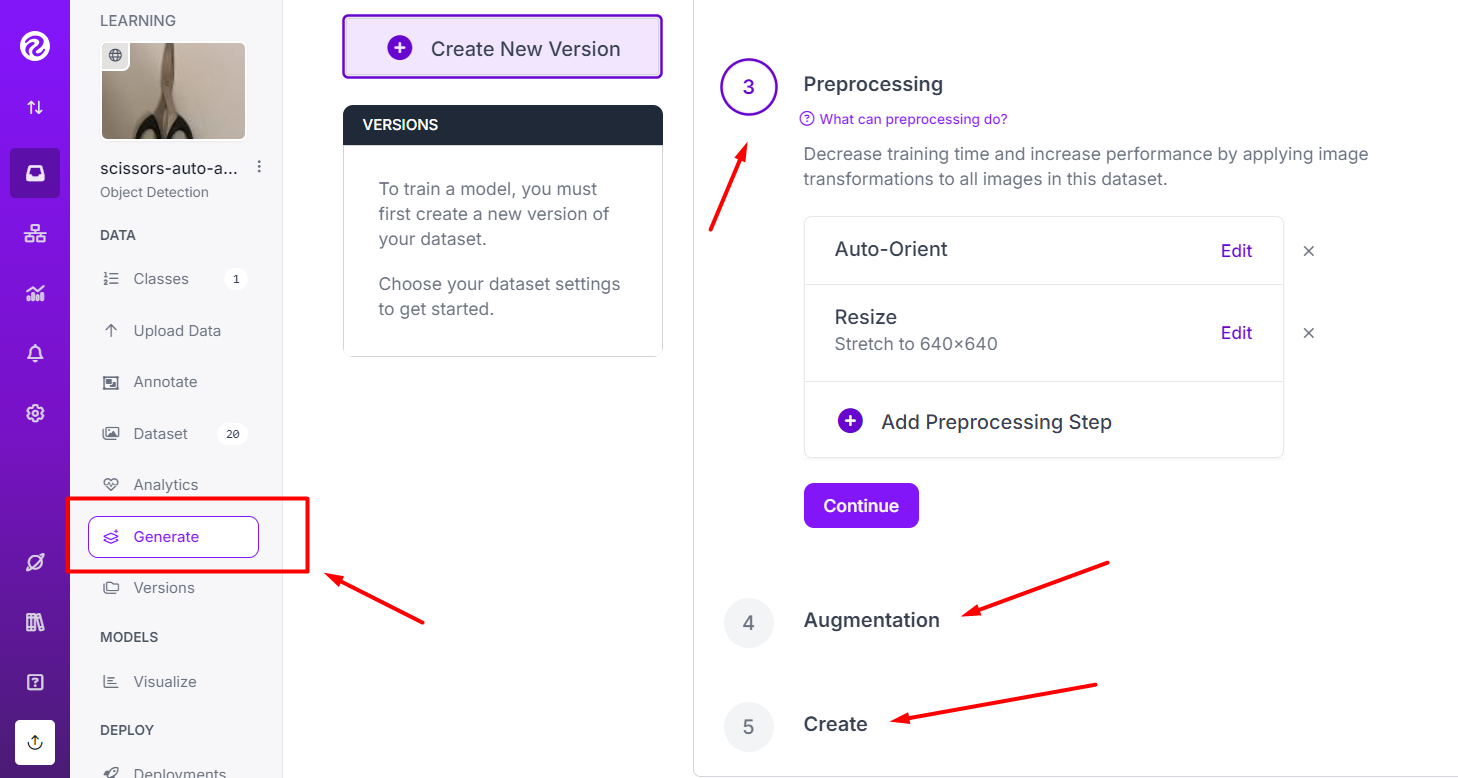 LEARNING
scissors-auto-a...
Object Detection
DATA
Classes 1
Upload Data
Annotate
Dataset 20
Analytics
Generate
Versions
MODELS
Visualize
DEPLOY
Deployments
Create New Version
VERSIONS
To train a model, you must
first create a new version of
your dataset.
Choose your dataset settings
to get started.
3 Preprocessing
What can preprocessing do?
Decrease training time and increase performance by applying image
transformations to all images in this dataset.
Auto-Orient Edit ×
Resize
Stretch to 640×640
Edit ×
Add Preprocessing Step
Continue
4 Augmentation
5 Create